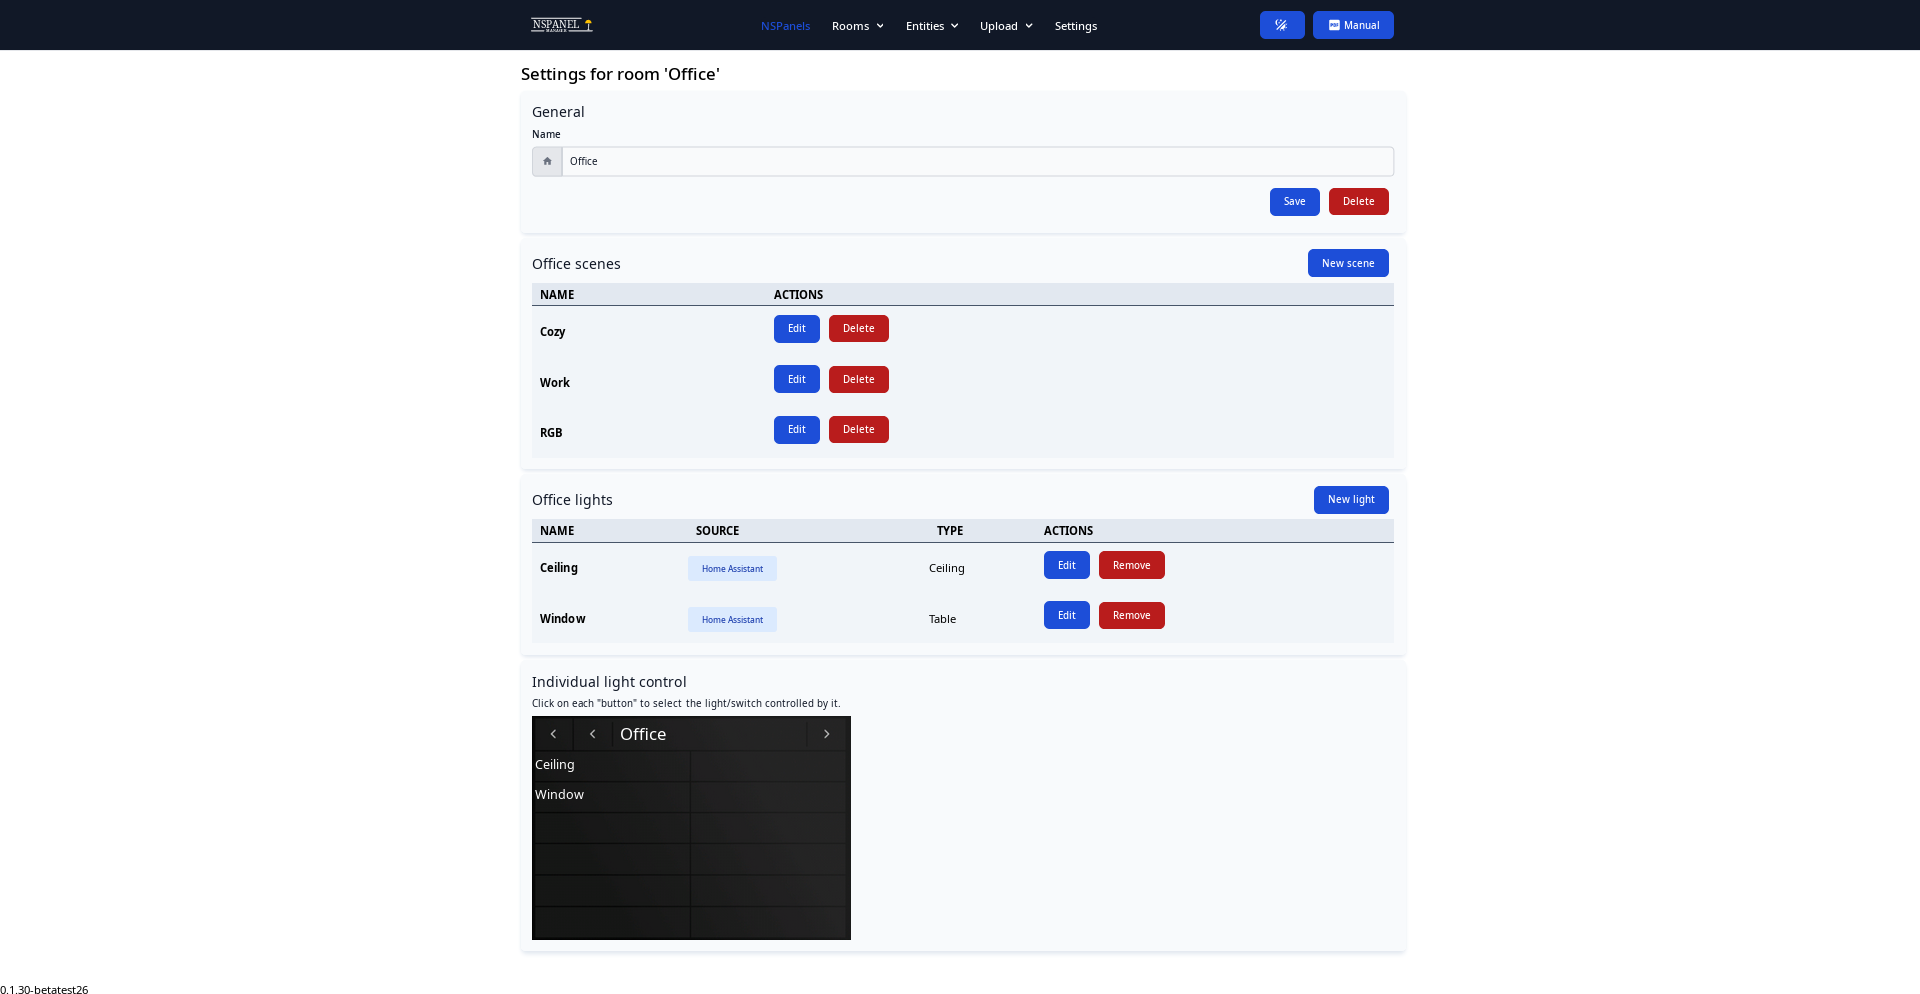 NSPANEL
MANAGER
NSPanels Rooms Entities Upload Settings
Manual
Settings for room 'Office'
General
Name
Office
Save Delete
Office scenes
New scene
NAME ACTIONS
Cozy Edit Delete
Work Edit Delete
RGB Edit Delete
Office lights
New light
NAME SOURCE TYPE ACTIONS
Ceiling Home Assistant Ceiling Edit Remove
Window Home Assistant Table Edit Remove
Individual light control
Click on each "button" to select the light/switch controlled by it.
Office
Ceiling
Window
0.1.30-betatest26